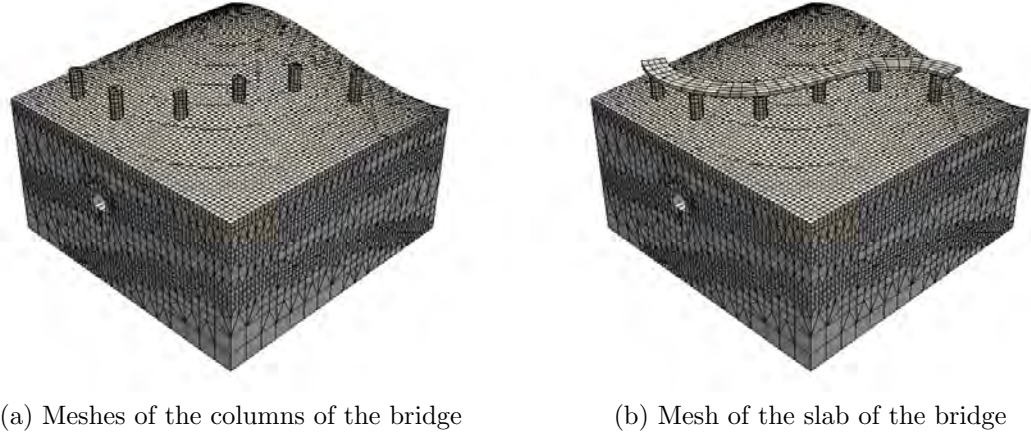 (a) Meshes of the columns of the bridge
(b) Mesh of the slab of the bridge